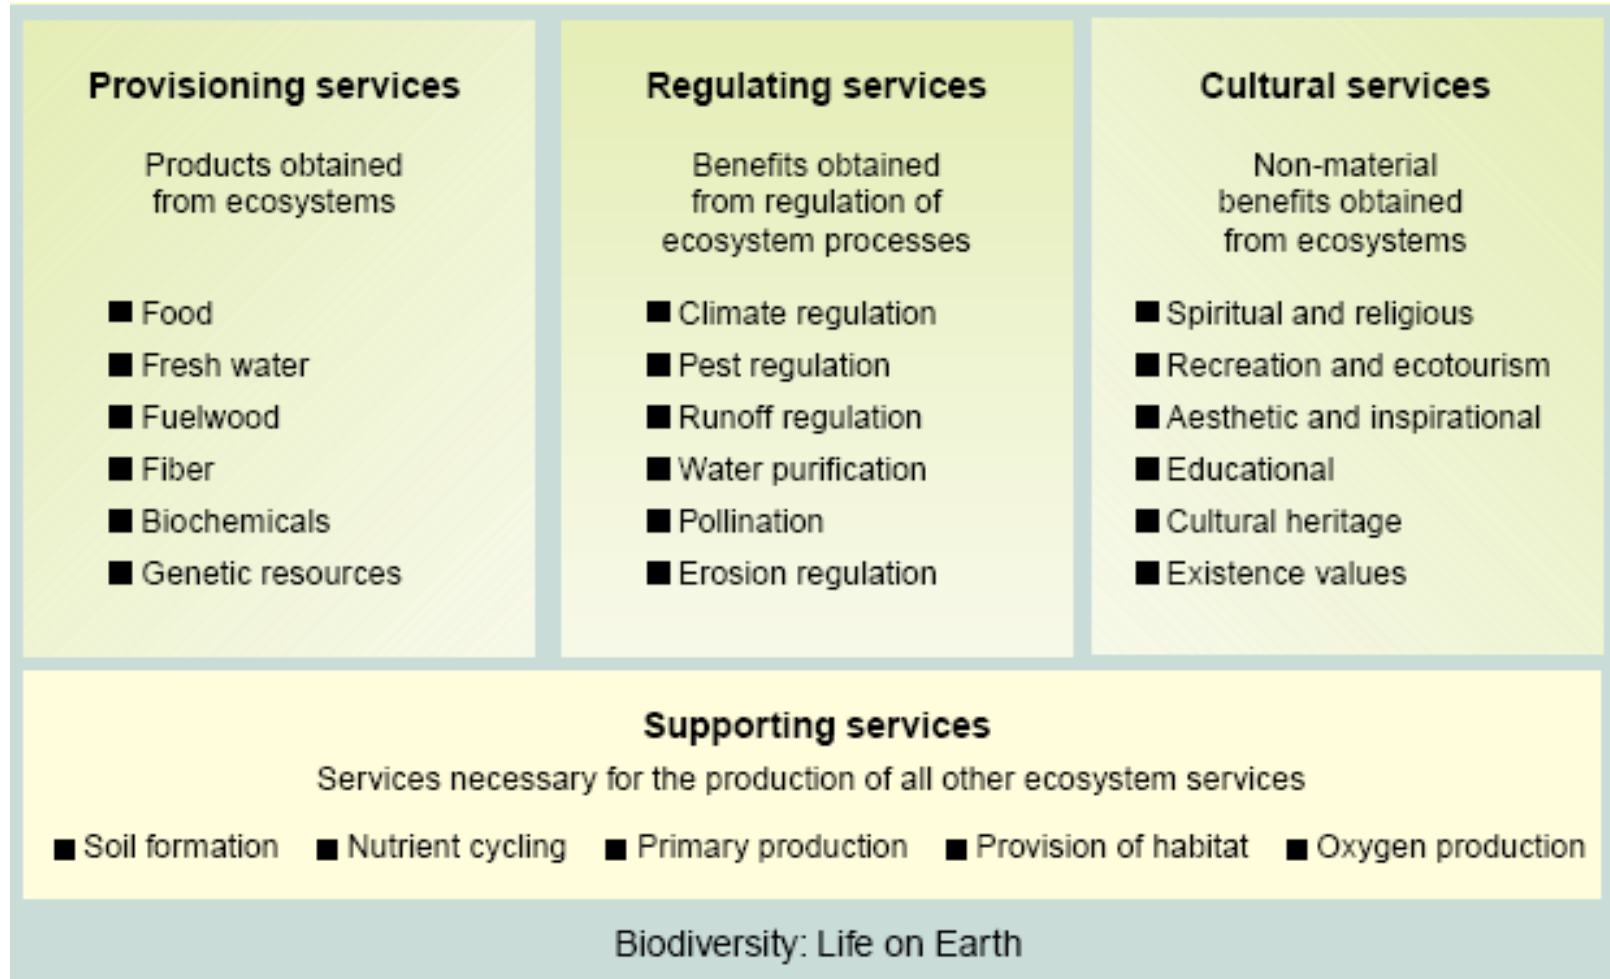 Provisioning services
Products obtained
from ecosystems
■ Food
■ Fresh water
■ Fuelwood
■ Fiber
■ Biochemicals
■ Genetic resources
Regulating services
Benefits obtained
from regulation of
ecosystem processes
■ Climate regulation
■ Pest regulation
■ Runoff regulation
■ Water purification
■ Pollination
■ Erosion regulation
Cultural services
Non-material
benefits obtained
from ecosystems
■ Spiritual and religious
■ Recreation and ecotourism
■ Aesthetic and inspirational
■ Educational
■ Cultural heritage
■ Existence values
Supporting services
Services necessary for the production of all other ecosystem services
■ Soil formation ■ Nutrient cycling ■ Primary production ■ Provision of habitat ■ Oxygen production
Biodiversity: Life on Earth